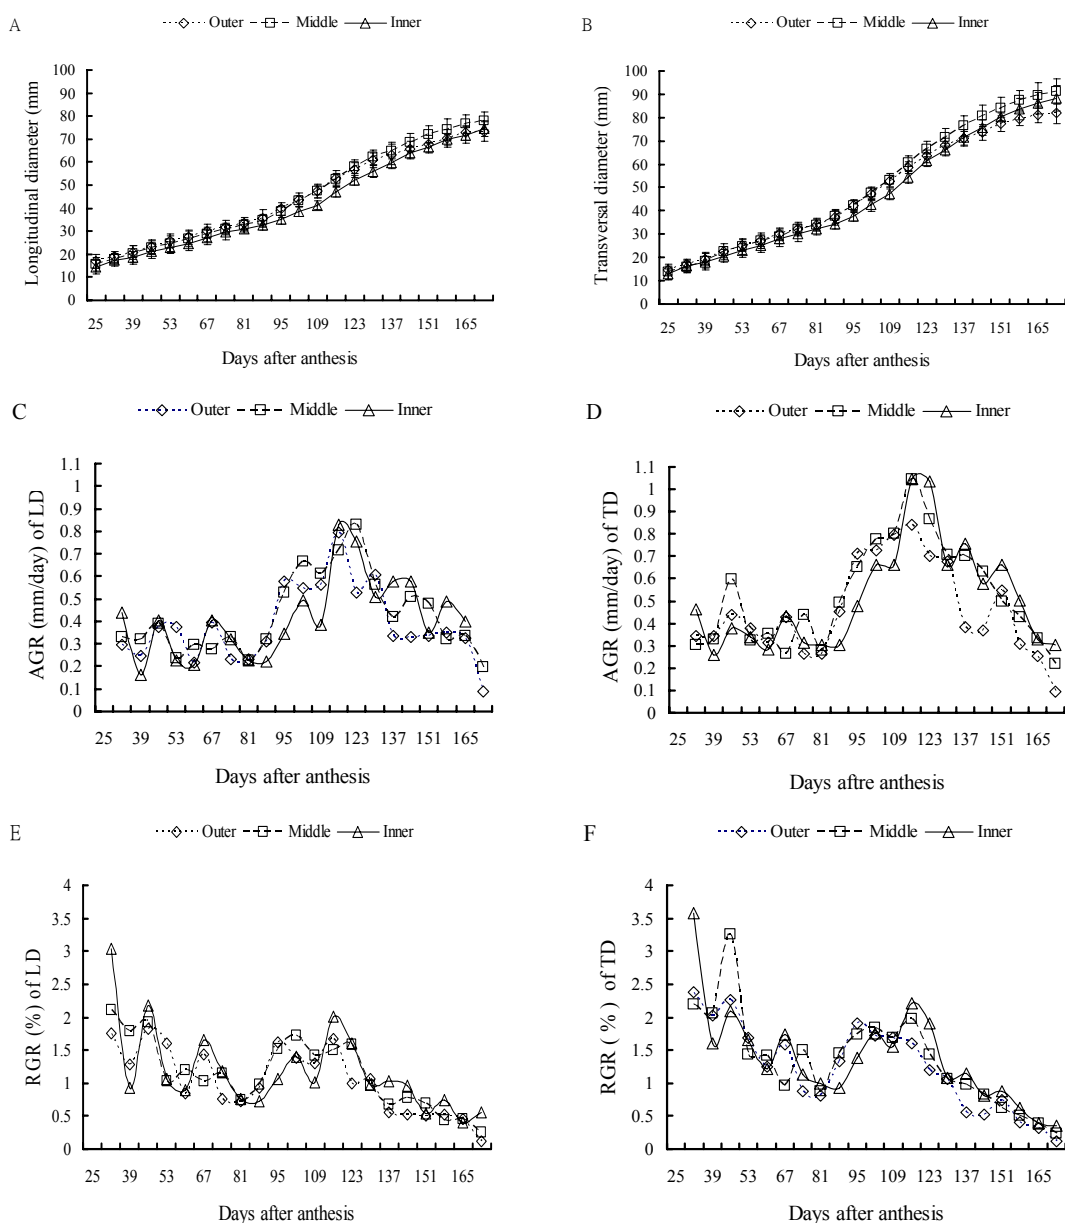 A
Outer Middle Inner
Longitudinal diameter (mm
100
90
80
70
60
50
40
30
20
10
0
25 39 53 67 81 95 109 123 137 151 165
Days after anthesis
B
Outer Middle Inner
Transversal diameter (mm)
100
90
80
70
60
50
40
30
20
10
0
25 39 53 67 81 95 109 123 137 151 165
Days after anthesis
C
Outer Middle Inner
AGR (mm/day) of LD
1.1
1
0.9
0.8
0.7
0.6
0.5
0.4
0.3
0.2
0.1
0
25 39 53 67 81 95 109 123 137 151 165
Days after anthesis
D
Outer Middle Inner
AGR (mm/day) of TD
1.1
1
0.9
0.8
0.7
0.6
0.5
0.4
0.3
0.2
0.1
0
25 39 53 67 81 95 109 123 137 151 165
Days aftre anthesis
E
Outer Middle Inner
RGR (%) of LD
4
3.5
3
2.5
2
1.5
1
0.5
0
25 39 53 67 81 95 109 123 137 151 165
Days after anthesis
F
Outer Middle Inner
RGR ( % ) of TD
4
3.5
3
2.5
2
1.5
1
0.5
0
25 39 53 67 81 95 109 123 137 151 165
Days after anthesis